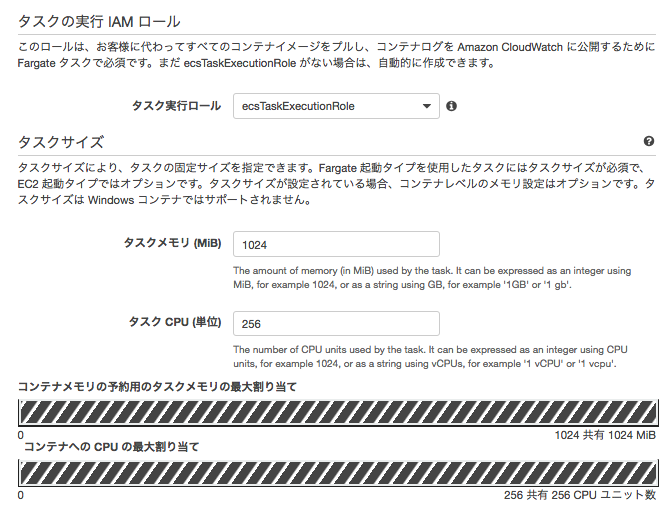 タスクの実行 IAM ロール
このロールは、お客様に代わってすべてのコンテナイメージをプルし、コンテナログを Amazon CloudWatch に公開するために
Fargate タスクで必須です。まだ ecsTaskExecutionRole がない場合は、自動的に作成できます。
タスク実行ロール
ecsTaskExecutionRole
タスクサイズ
タスクサイズにより、タスクの固定サイズを指定できます。Fargate 起動タイプを使用したタスクにはタスクサイズが必須で、
EC2 起動タイプではオプションです。タスクサイズが設定されている場合、コンテナレベルのメモリ設定はオプションです。タ
スクサイズは Windows コンテナではサポートされません。
タスクメモリ (MiB)
1024
The amount of memory (in MiB) used by the task. It can be expressed as an integer using
MiB, for example 1024, or as a string using GB, for example '1GB' or '1 gb'.
タスク CPU (単位)
256
The number of CPU units used by the task. It can be expressed as an integer using CPU
units, for example 1024, or as a string using vCPUs, for example '1 vCPU' or '1 vcpu'.
コンテナメモリの予約用のタスクメモリの最大割り当て
0
1024 共有 1024 MiB
コンテナへの CPU の最大割り当て
0
256 共有 256 CPU ユニット数